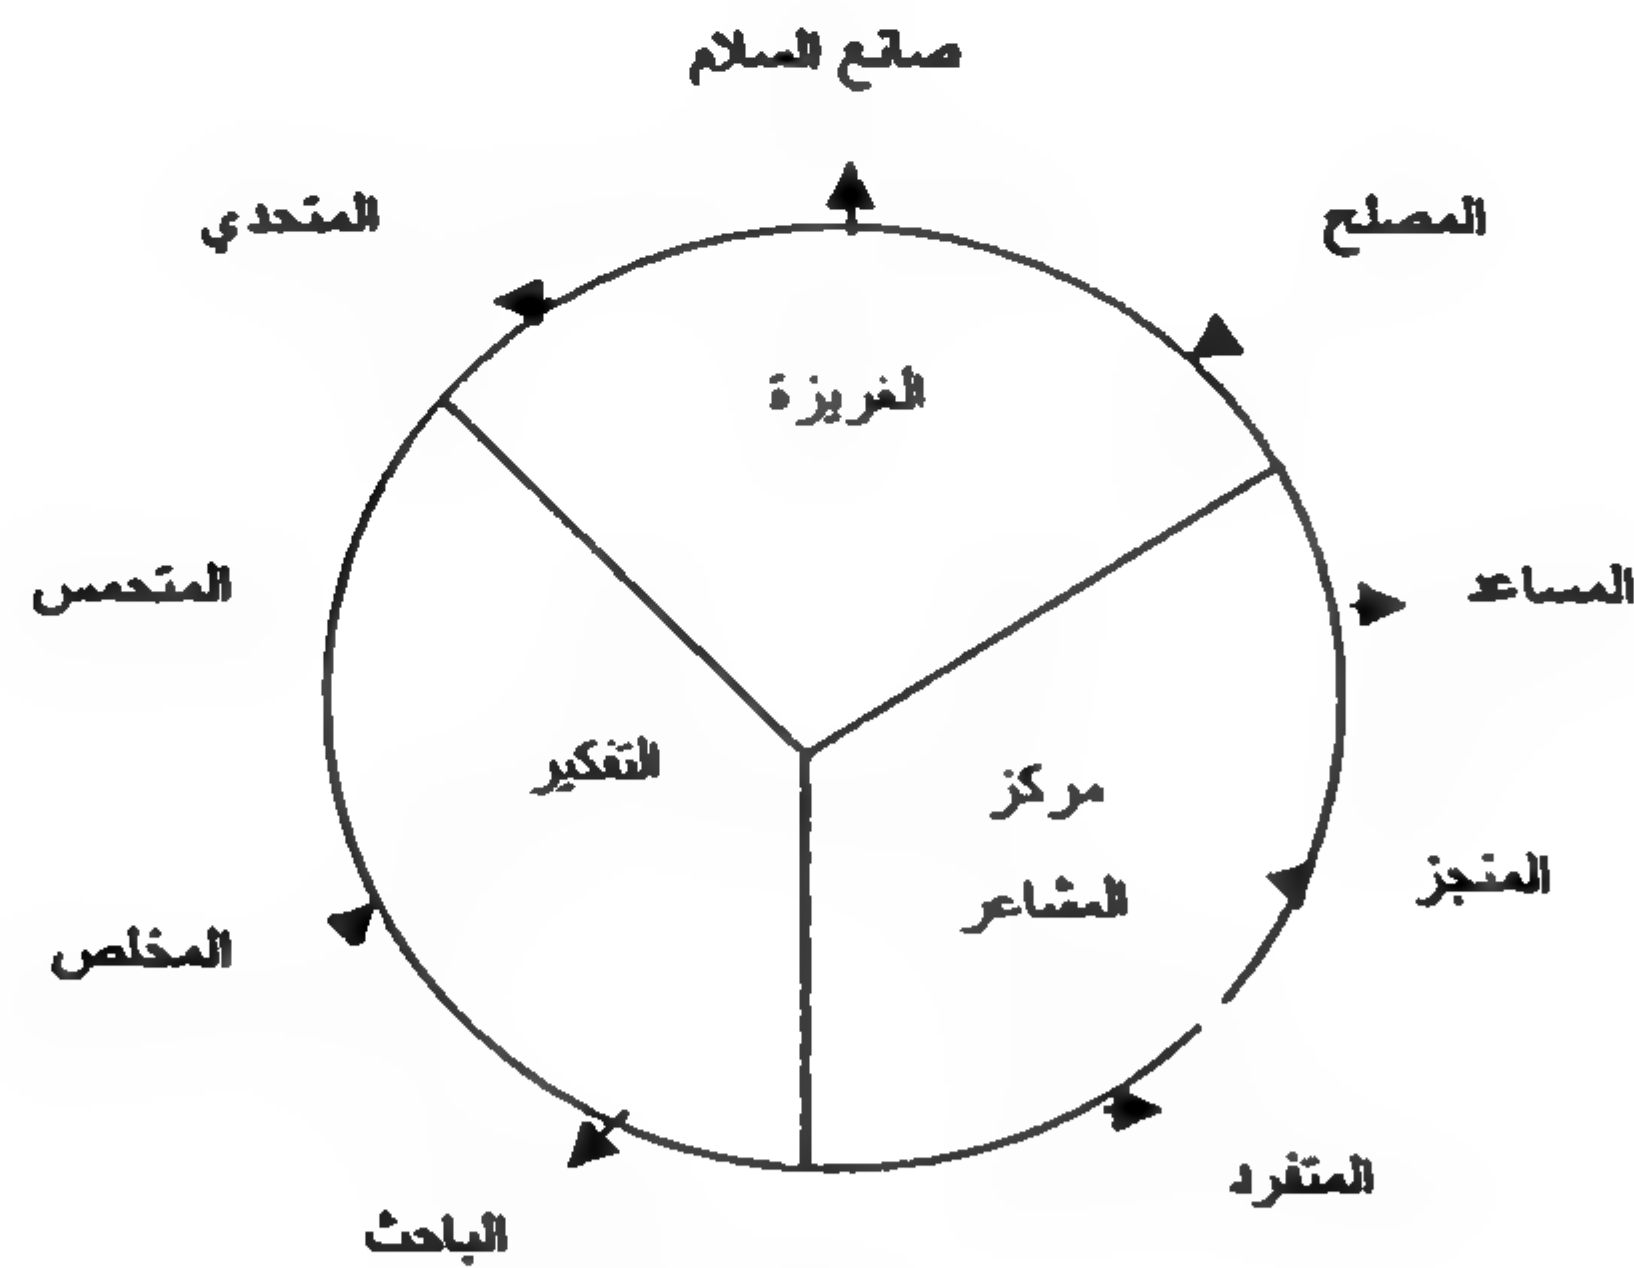 صانع السلام
المصلح
المتحدي
الغريزة
المساعد
المتحمس
التفكير
مركز
المشاعر
المنجز
المخلص
المتفرد
الباحث